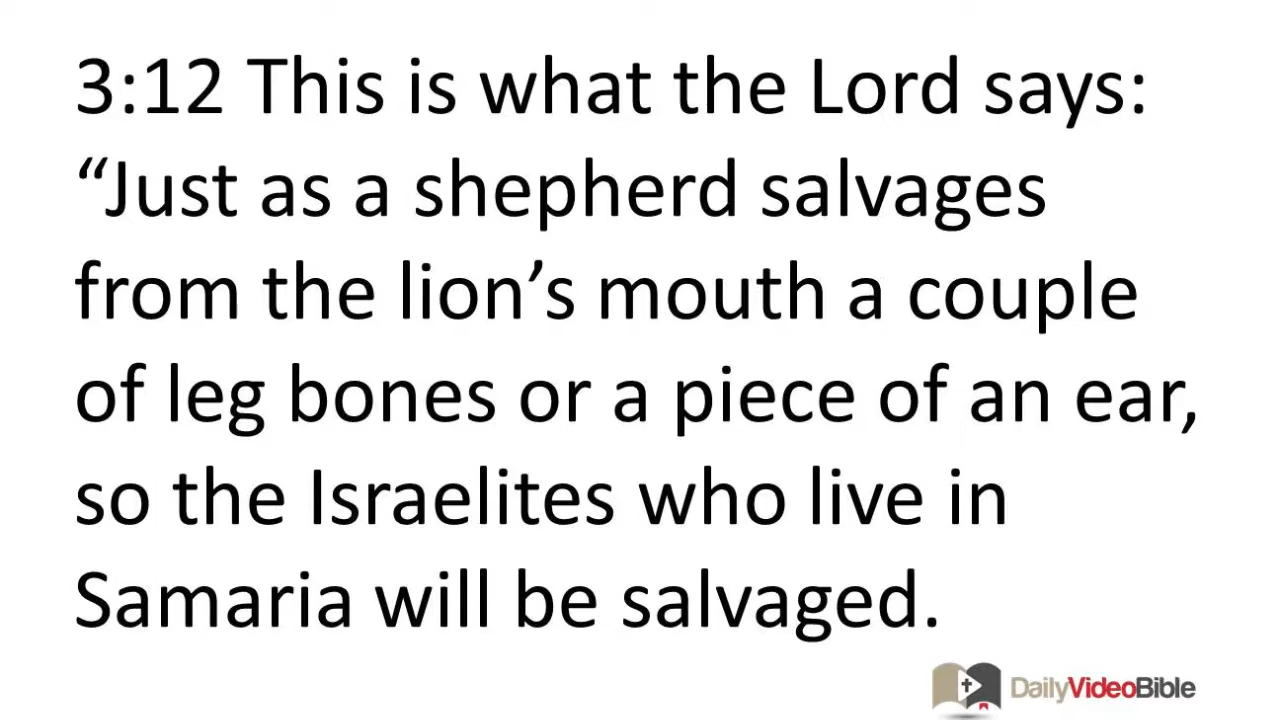 3:12 This is what the Lord says:
“Just as a shepherd salvages
from the lion’s mouth a couple
of leg bones or a piece of an ear,
so the Israelites who live in
Samaria will be salvaged.
DailyVideoBible